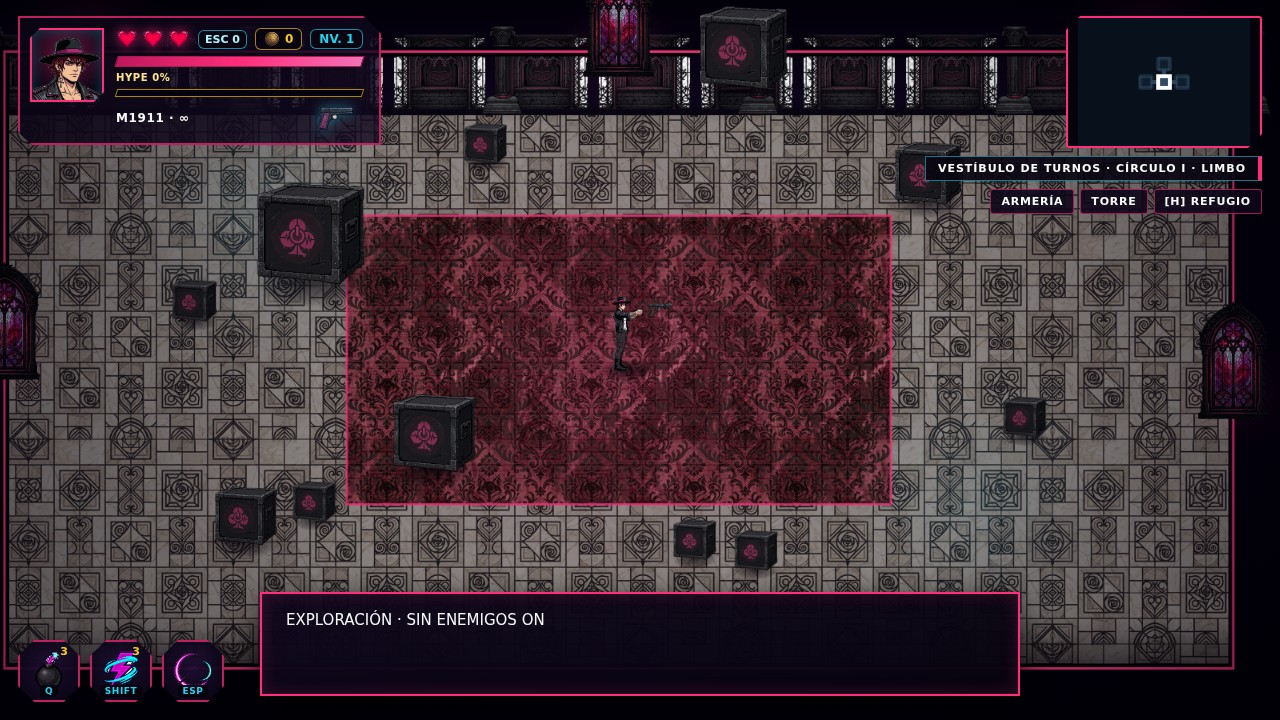 ESC 0
0
NV. 1
HYPE 0%
M1911 · ∞
VESTÍBULO DE TURNOS · CÍRCULO I · LIMBO
ARMERÍA
TORRE
[H] REFUGIO
EXPLORACIÓN · SIN ENEMIGOS ON
3
Q
3
SHIFT
ESP